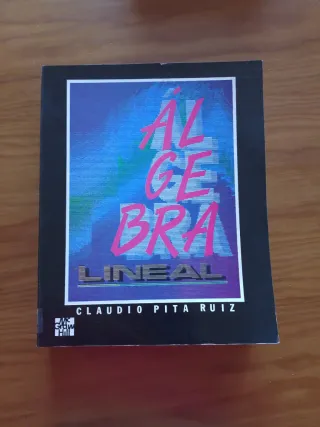 ÁL
GE
BRA
LINEAL
CLAUDIO PITA RUIZ
Mc
Graw
Hill